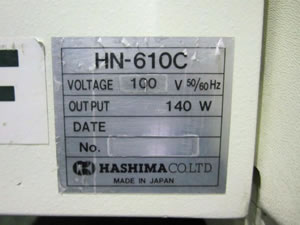 HN-610C
VOLTAGE 100 V 50/60Hz
OUTPUT 140 W
DATE
No.
HASHIMA CO.LTD
MADE IN JAPAN